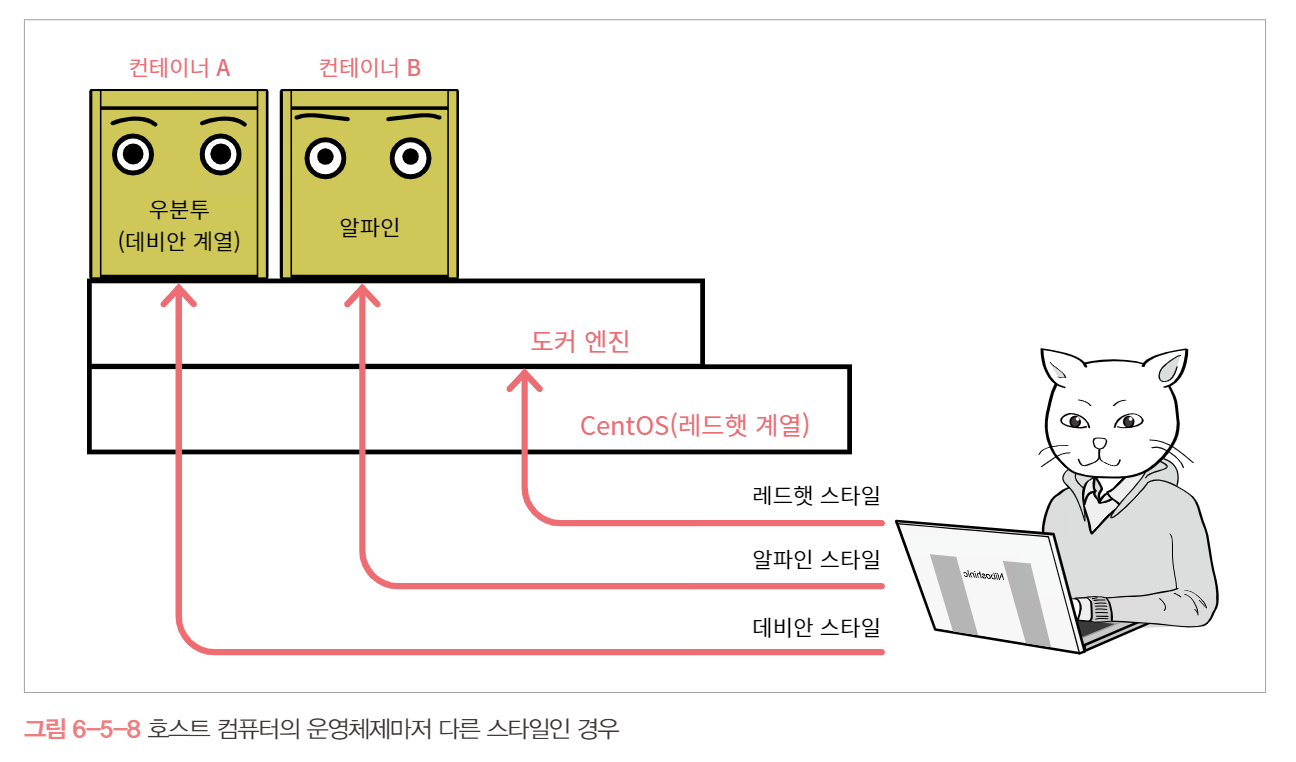 컨테이너 A
컨테이너 B
우분투
(데비안 계열)
알파인
도커 엔진
CentOS(레드햇 계열)
레드햇 스타일
알파인 스타일
데비안 스타일
그림 6-5-8 호스트 컴퓨터의 운영체제마저 다른 스타일인 경우